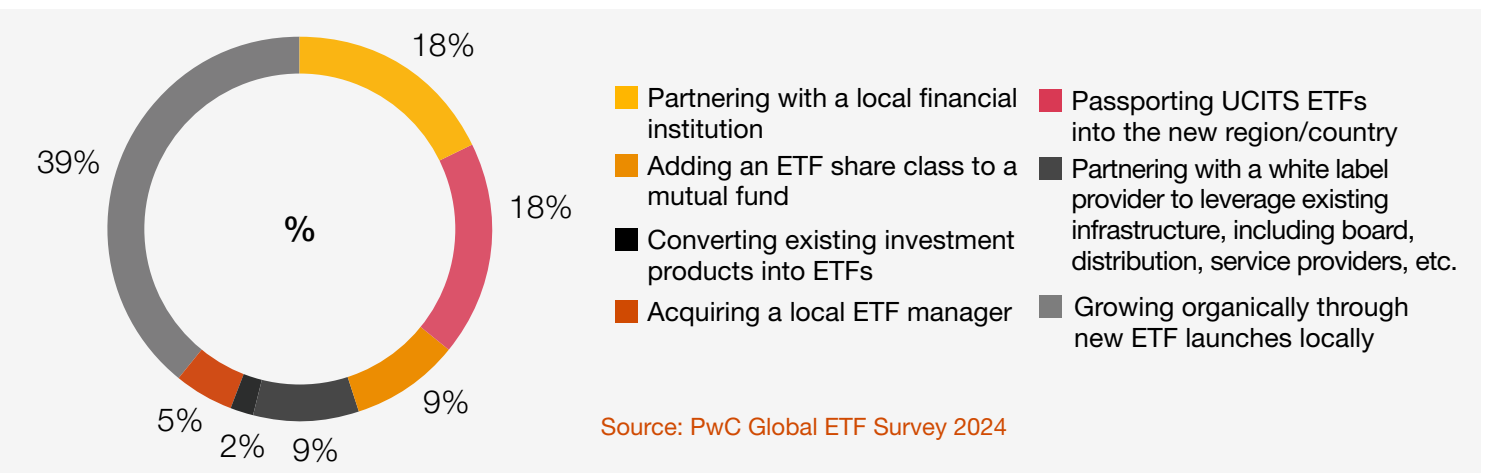 18%
39%
18%
%
5%
2%
9%
9%
Partnering with a local financial
institution
Adding an ETF share class to a
mutual fund
Converting existing investment
products into ETFs
Acquiring a local ETF manager
Passporting UCITS ETFs
into the new region/country
Partnering with a white label
provider to leverage existing
infrastructure, including board,
distribution, service providers, etc.
Growing organically through
new ETF launches locally
Source: PwC Global ETF Survey 2024